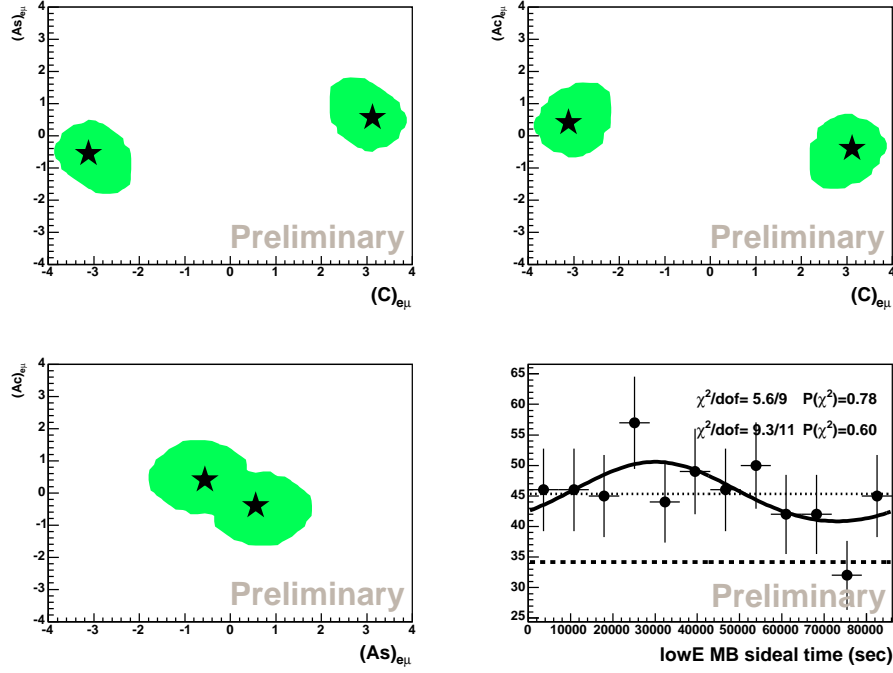 (As)eμ
4
3
2
1
0
-1
-2
-3
-4
-4 -3 -2 -1 0 1 2 3 4
Preliminary
(C)eμ
(Ac)eμ
4
3
2
1
0
-1
-2
-3
-4
-4 -3 -2 -1 0 1 2 3 4
Preliminary
(C)eμ
(Ac)eμ
4
3
2
1
0
-1
-2
-3
-4
-4 -3 -2 -1 0 1 2 3 4
Preliminary
(As)eμ
65
60
55
50
45
40
35
30
25
χ²/dof= 5.6/9 P(χ²)=0.78
χ²/dof= 9.3/11 P(χ²)=0.60
Preliminary
0 10000 20000 30000 40000 50000 60000 70000 80000
lowE MB sideal time (sec)